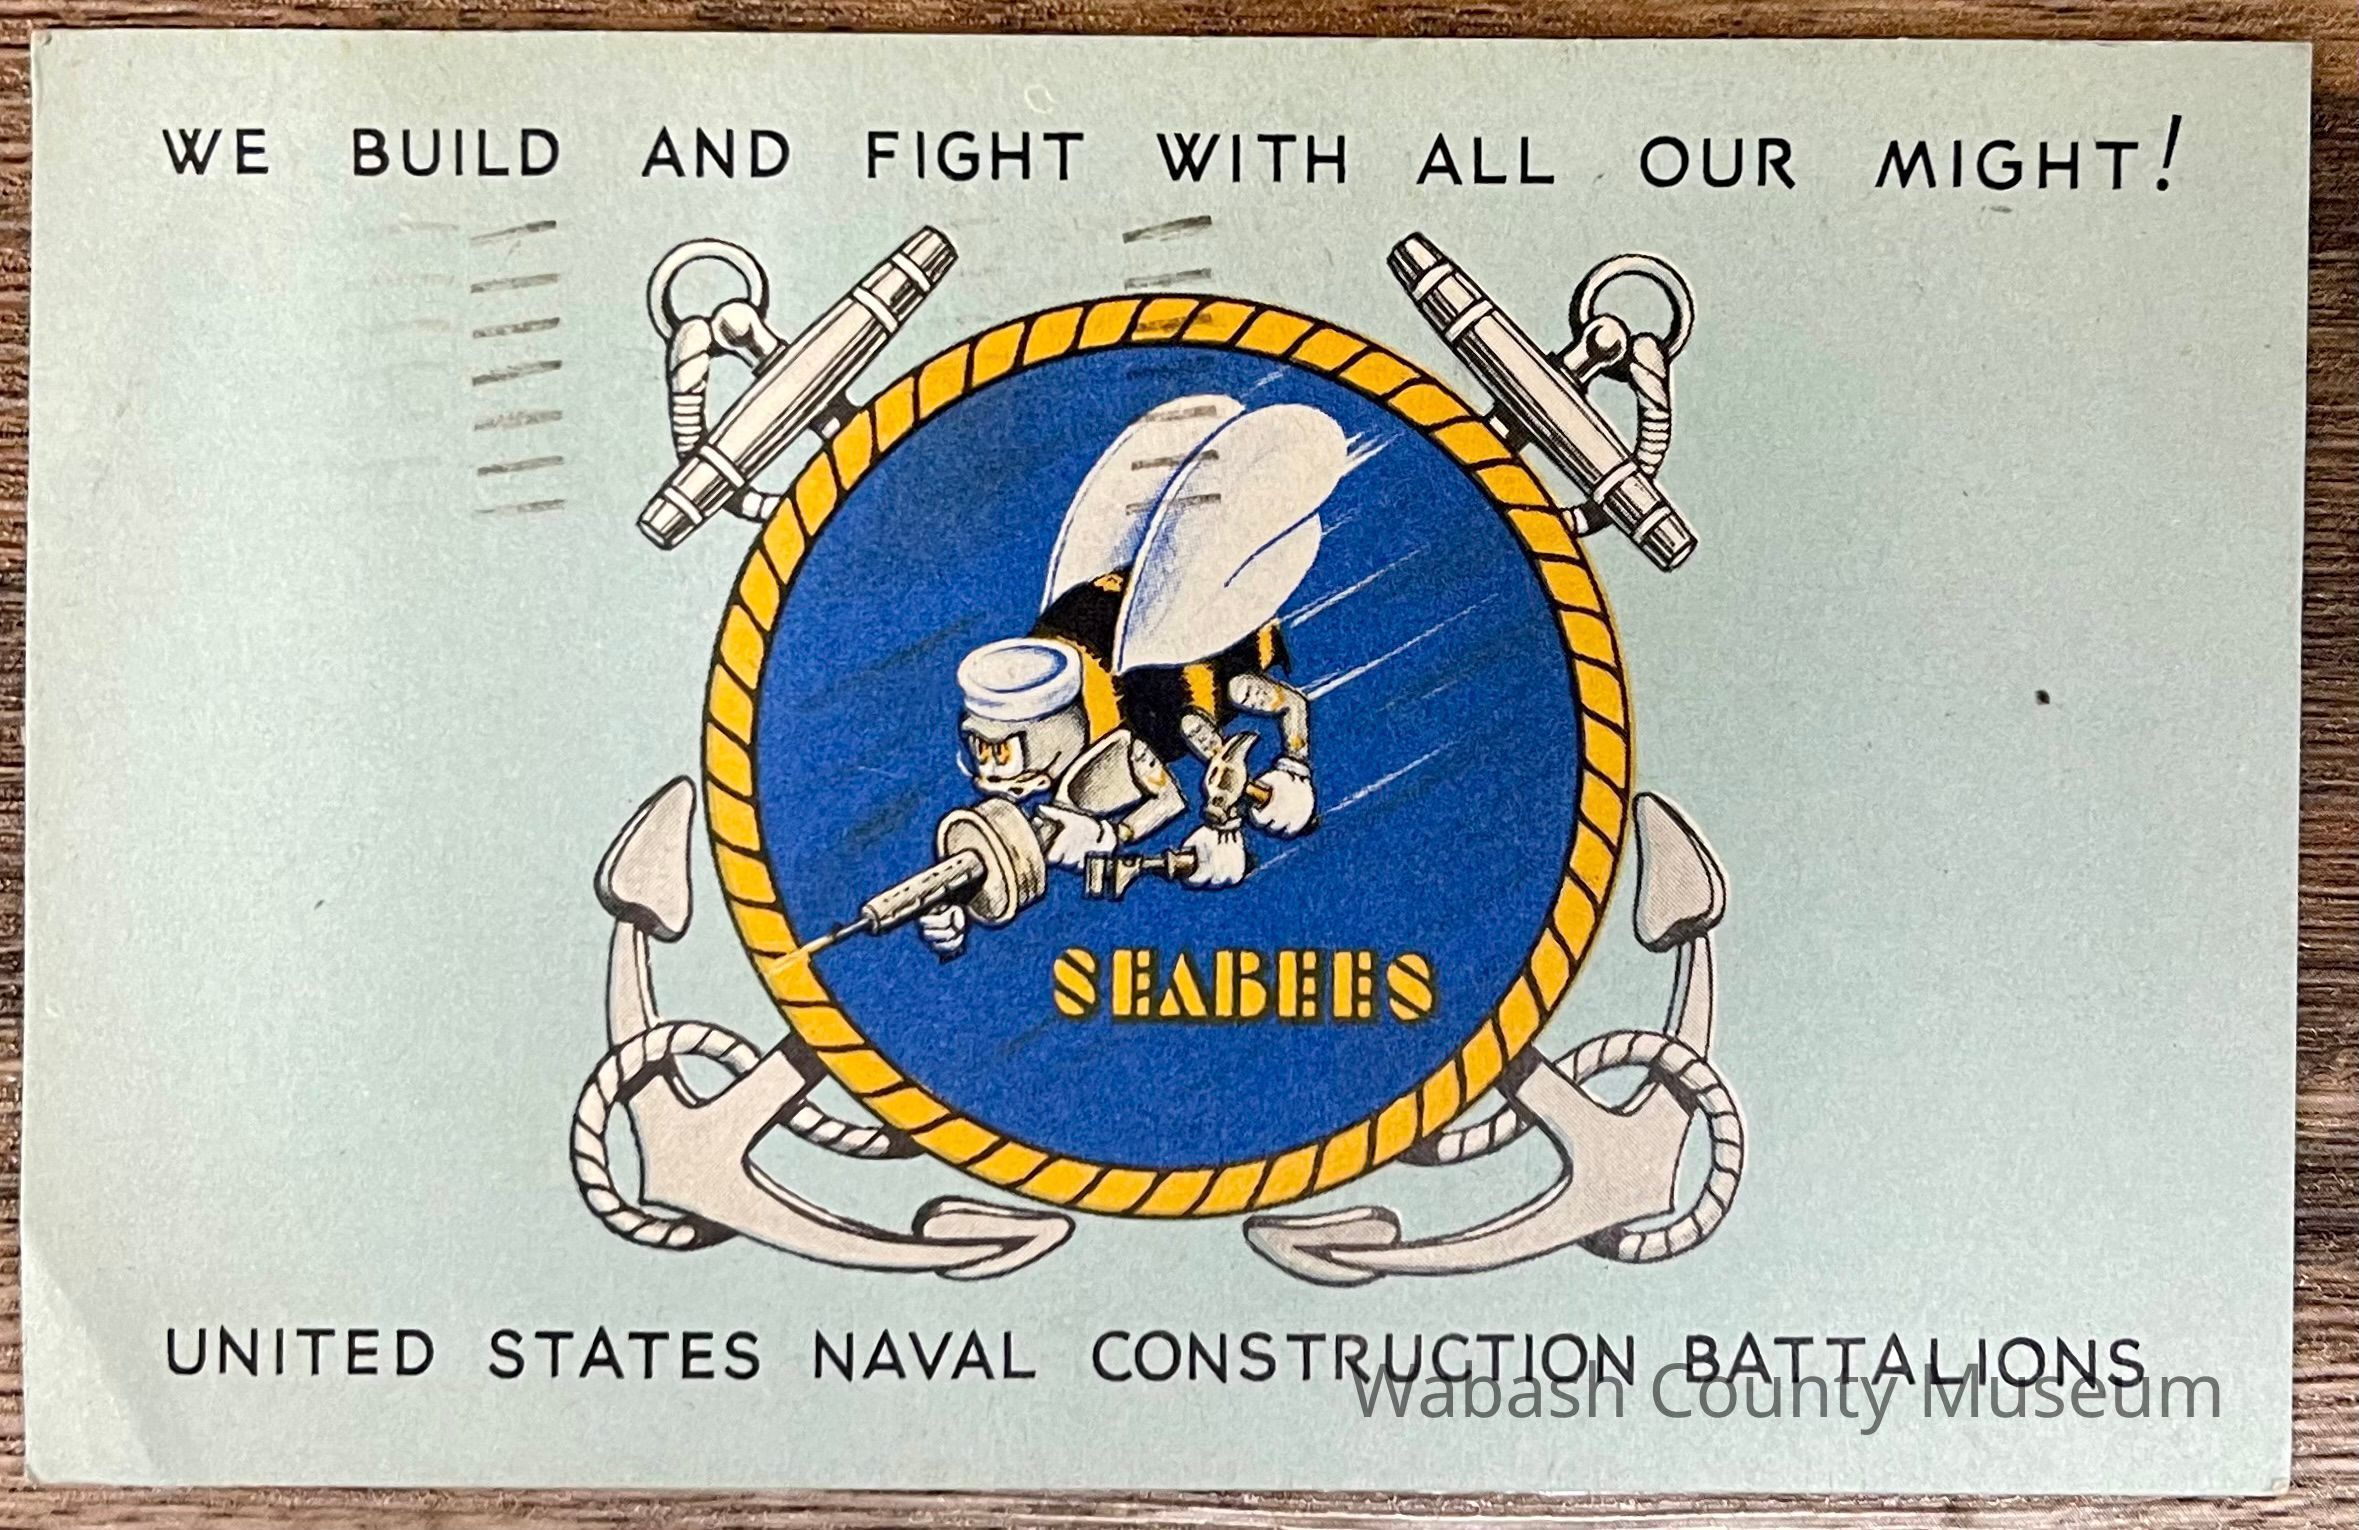 WE BUILD AND FIGHT WITH ALL OUR MIGHT!
SEABEES
UNITED STATES NAVAL CONSTRUCTION BATTALIONS
Wabash County Museum